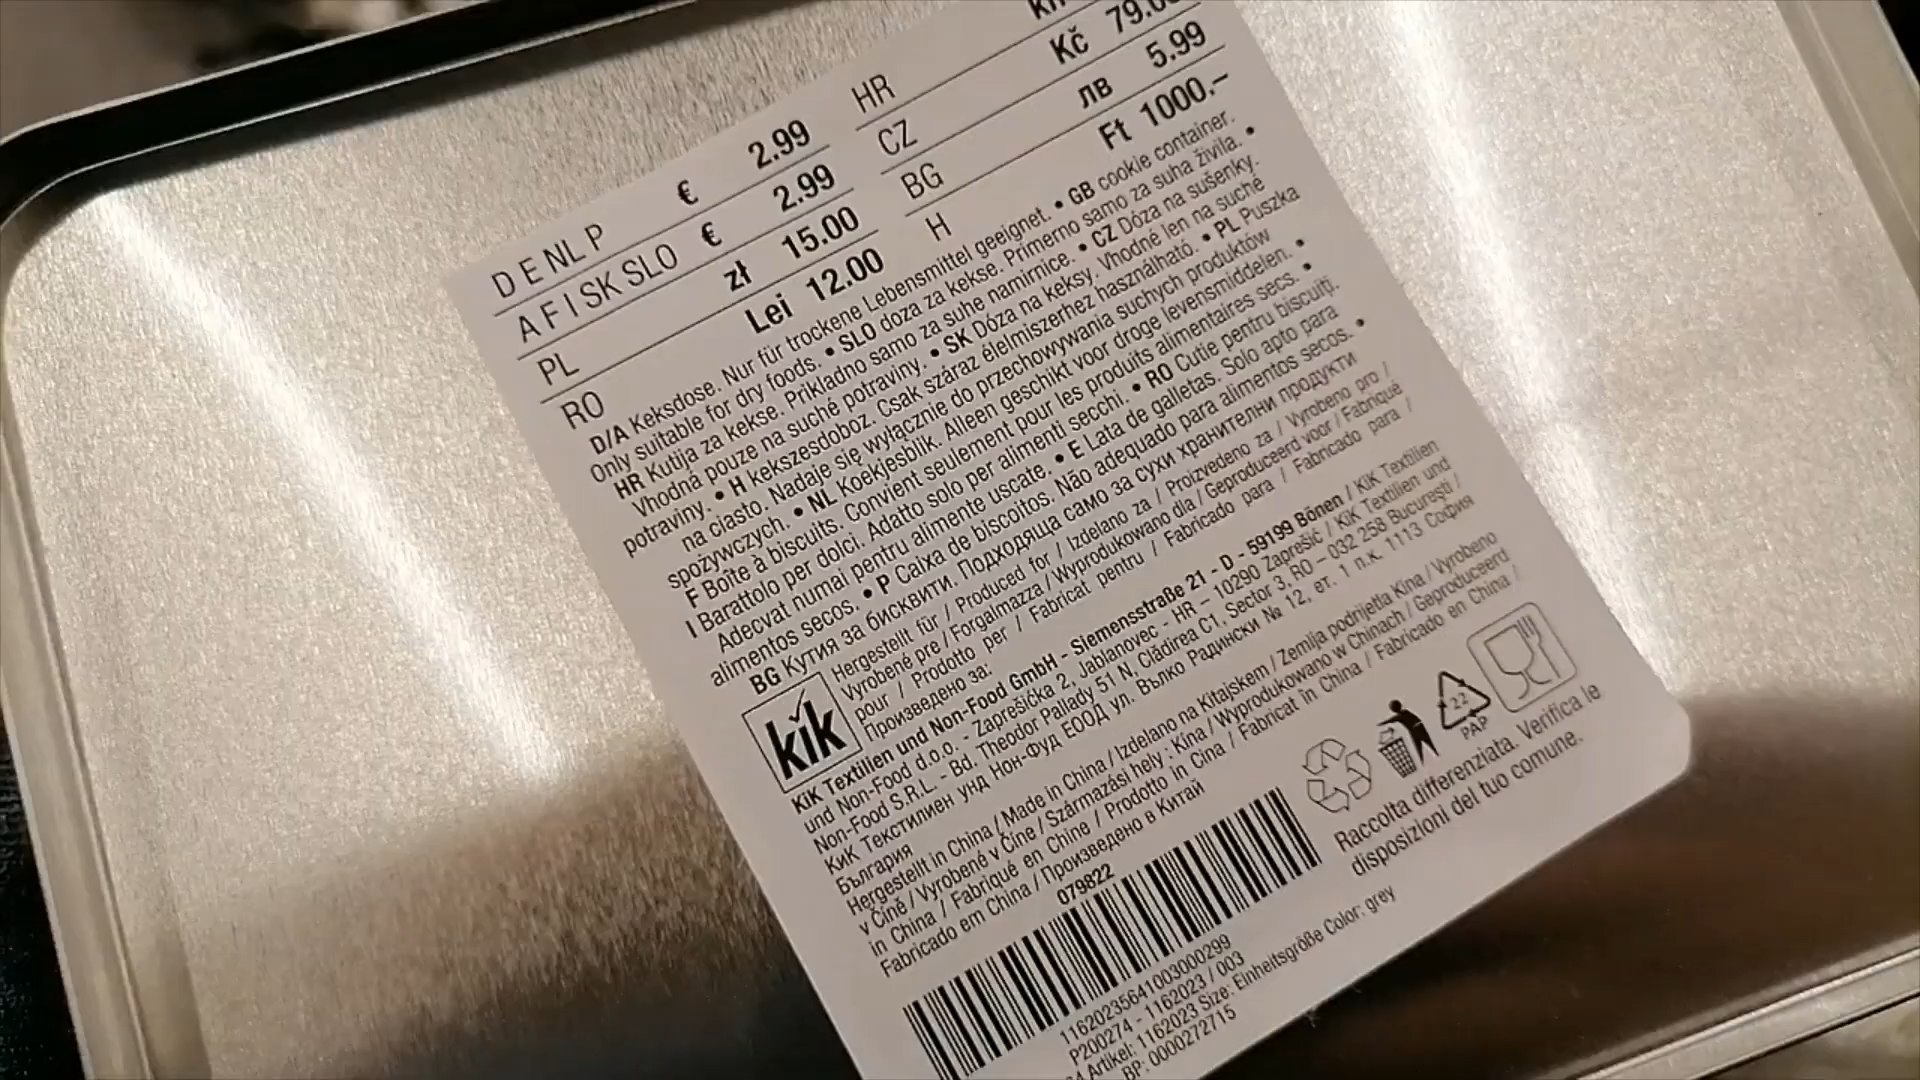 D E NL P € 2.99
A F I SK SLO € 2.99
PL zł 15.00
RO Lei 12.00
HR
CZ Kč
BG лв 5.99
H Ft 1000.–
D/A Keksdose. Nur für trockene Lebensmittel geeignet. • GB cookie container.
Only suitable for dry foods. • SLO doza za kekse. Primerno samo za suha živila. •
HR Kutija za kekse. Prikladno samo za suhe namirnice. • CZ Dóza na sušenky.
Vhodná pouze na suché potraviny. • SK Dóza na keksy. Vhodné len na suché
potraviny. • H kekszesdoboz. Csak száraz élelmiszerhez használható. • PL Puszka
na ciasto. Nadaje się wyłącznie do przechowywania suchych produktów
spożywczych. • NL Koekjesblik. Alleen geschikt voor droge levensmiddelen. •
F Boîte à biscuits. Convient seulement pour les produits alimentaires secs. •
I Barattolo per dolci. Adatto solo per alimenti secchi. • RO Cutie pentru biscuiți.
Adecvat numai pentru alimente uscate. • E Lata de galletas. Solo apto para
alimentos secos. • P Caixa de biscoitos. Não adequado para alimentos secos. •
BG Кутия за бисквити. Подходяща само за сухи хранителни продукти
kik
Hergestellt für / Produced for / Izdelano za / Proizvedeno za / Vyrobeno pro /
Vyrobené pre / Forgalmazza / Wyprodukowano dla / Geproduceerd voor / Fabriqué
pour / Prodotto per / Fabricat pentru / Fabricado para / Fabricado para /
Произведено за:
KiK Textilien und Non-Food GmbH - Siemensstraße 21 - D - 59199 Bönen / KiK Textilien
und Non-Food d.o.o. - Zaprešićka 2, Jablanovec - HR – 10290 Zaprešić / KiK Textilien und
Non-Food S.R.L. - Bd. Theodor Pallady 51 N, Clădirea C1, Sector 3, RO – 032 258 București /
КиК Текстилиен унд Нон-Фуд ЕООД ул. Вълко Радински № 12, ет. 1 п.к. 1113 София
България
Hergestellt in China / Made in China / Izdelano na Kitajskem / Zemlja podrijetla Kina / Vyrobeno
v Číně / Vyrobené v Číne / Származási hely : Kína / Wyprodukowano w Chinach / Geproduceerd
in China / Fabriqué en Chine / Prodotto in Cina / Fabricat în China / Fabricado en China /
Fabricado em China / Произведено в Китай
079822
22
PAP
Raccolta differenziata. Verifica le
disposizioni del tuo comune.
1162023564100300­0299
P200274 - 1162023 / 003
Artikel: 1162023 Size: Einheitsgröße Color: grey
BP: 0000272715